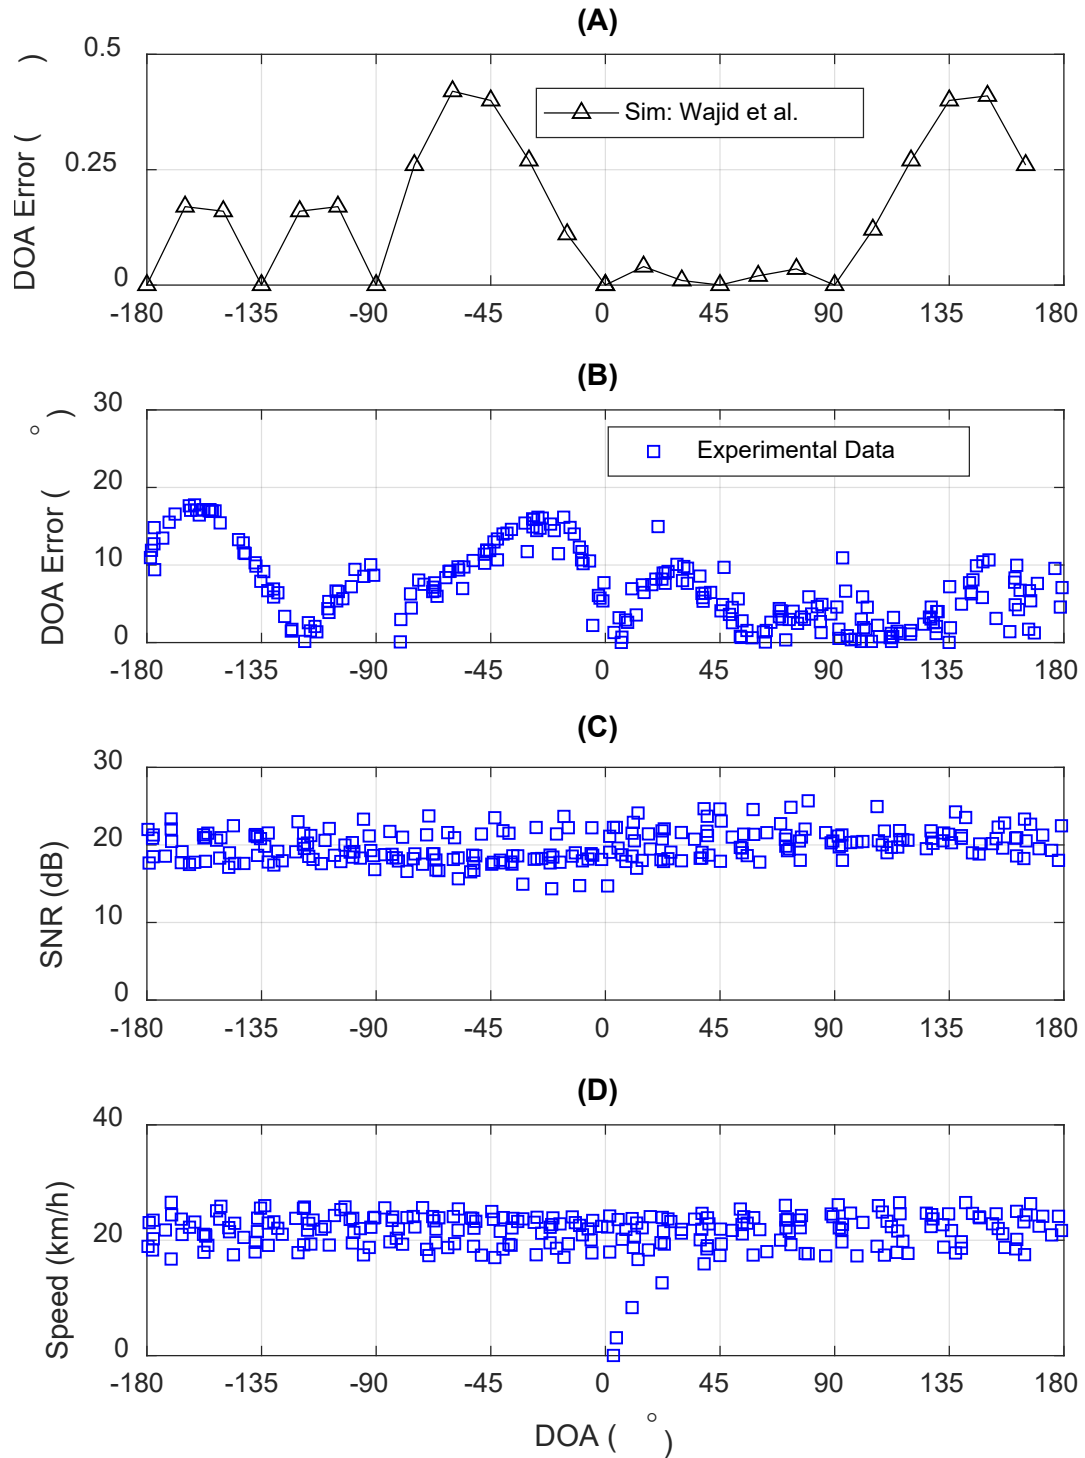 (A)
0.5
0.25
0
DOA Error ( )
Sim: Wajid et al.
-180 -135 -90 -45 0 45 90 135 180
(B)
30
20
10
0
DOA Error ( ° )
Experimental Data
-180 -135 -90 -45 0 45 90 135 180
(C)
30
20
10
0
SNR (dB)
-180 -135 -90 -45 0 45 90 135 180
(D)
40
20
0
Speed (km/h)
-180 -135 -90 -45 0 45 90 135 180
DOA ( ° )